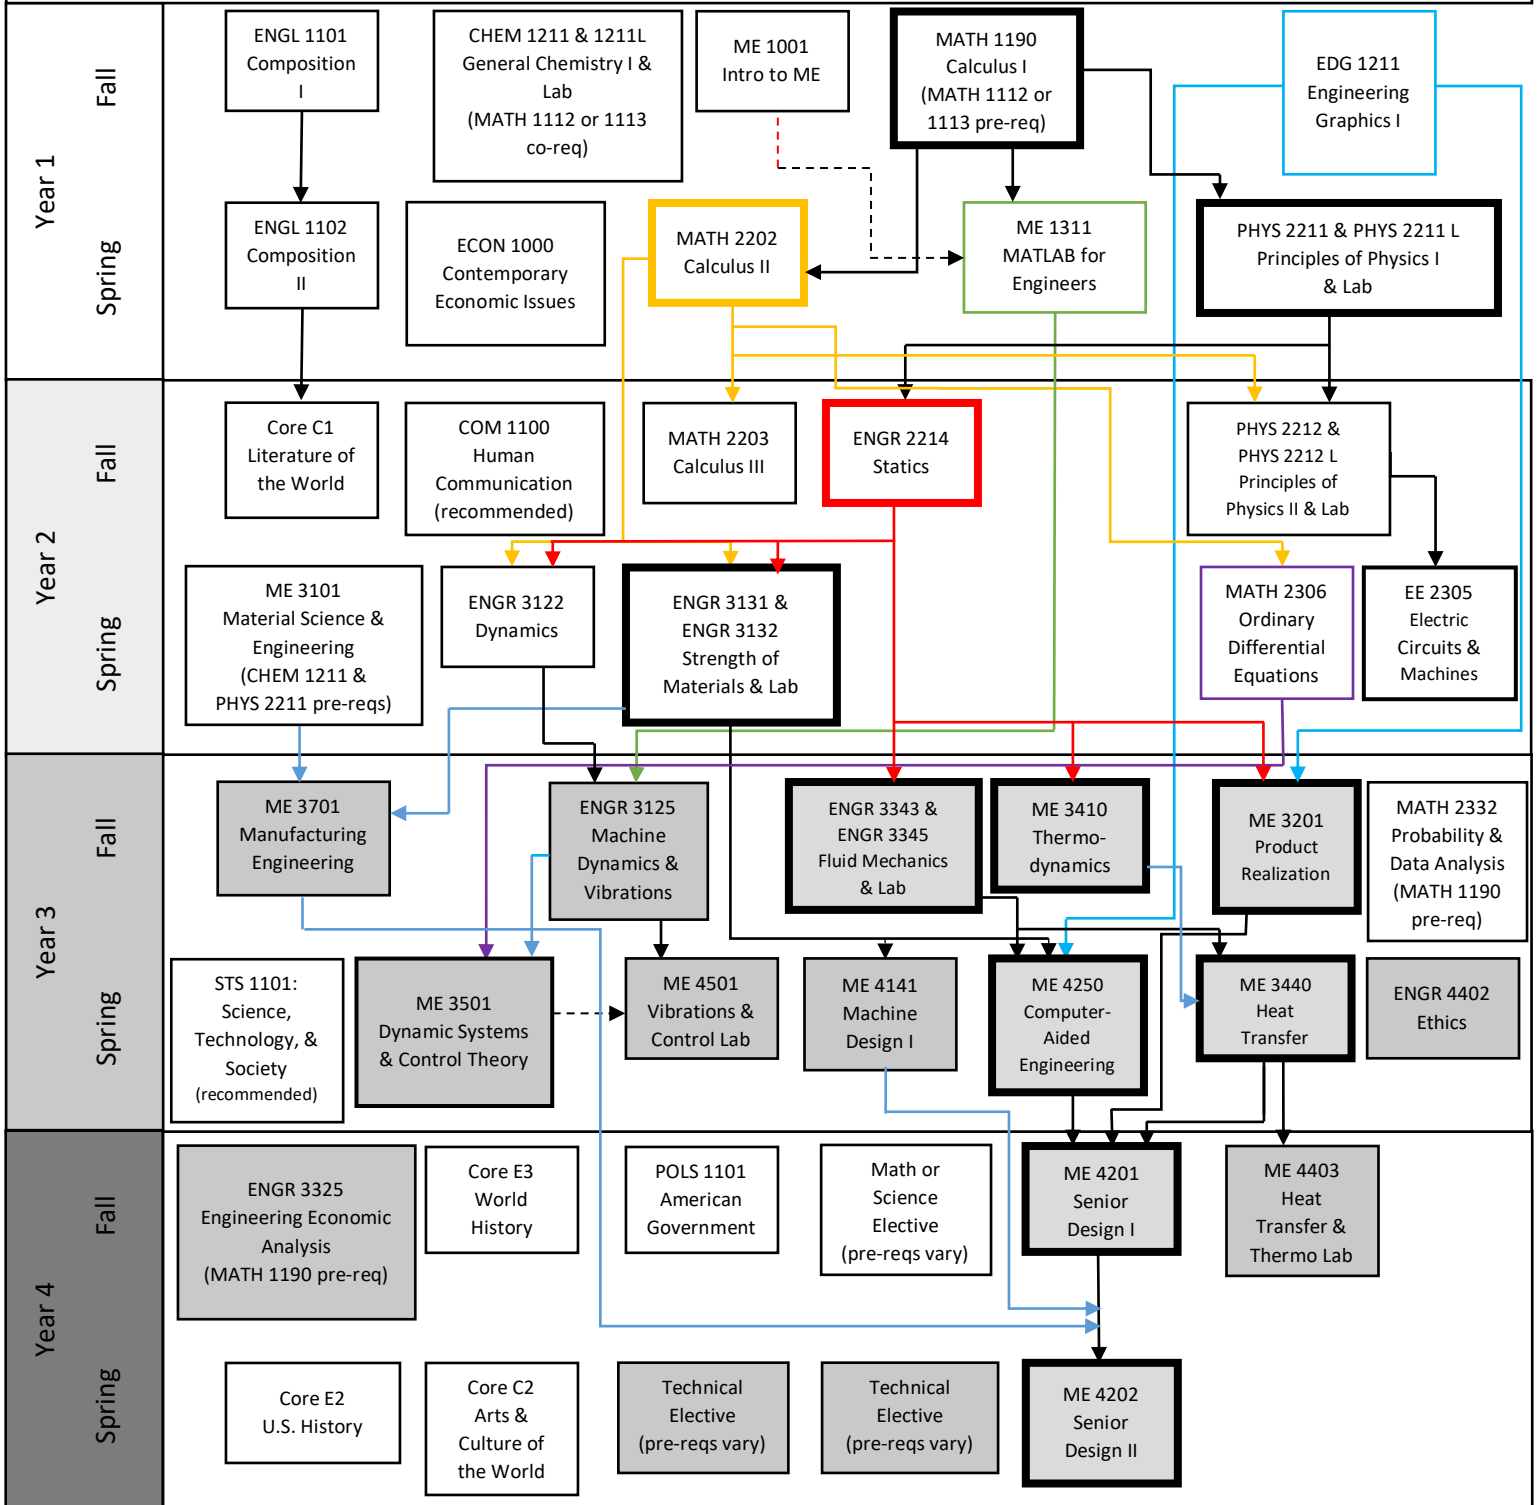 Year 1
Fall
ENGL 1101
Composition
I
CHEM 1211 & 1211L
General Chemistry I &
Lab
(MATH 1112 or 1113
co-req)
ME 1001
Intro to ME
MATH 1190
Calculus I
(MATH 1112 or
1113 pre-req)
EDG 1211
Engineering
Graphics I
Spring
ENGL 1102
Composition
II
ECON 1000
Contemporary
Economic Issues
MATH 2202
Calculus II
ME 1311
MATLAB for
Engineers
PHYS 2211 & PHYS 2211 L
Principles of Physics I
& Lab
Year 2
Fall
Core C1
Literature of
the World
COM 1100
Human
Communication
(recommended)
MATH 2203
Calculus III
ENGR 2214
Statics
PHYS 2212 &
PHYS 2212 L
Principles of
Physics II & Lab
Spring
ME 3101
Material Science &
Engineering
(CHEM 1211 &
PHYS 2211 pre-reqs)
ENGR 3122
Dynamics
ENGR 3131 &
ENGR 3132
Strength of
Materials & Lab
MATH 2306
Ordinary
Differential
Equations
EE 2305
Electric
Circuits &
Machines
Year 3
Fall
ME 3701
Manufacturing
Engineering
ENGR 3125
Machine
Dynamics &
Vibrations
ENGR 3343 &
ENGR 3345
Fluid Mechanics
& Lab
ME 3410
Thermo-
dynamics
ME 3201
Product
Realization
MATH 2332
Probability &
Data Analysis
(MATH 1190
pre-req)
Spring
STS 1101:
Science,
Technology, &
Society
(recommended)
ME 3501
Dynamic Systems
& Control Theory
ME 4501
Vibrations &
Control Lab
ME 4141
Machine
Design I
ME 4250
Computer-
Aided
Engineering
ME 3440
Heat
Transfer
ENGR 4402
Ethics
Year 4
Fall
ENGR 3325
Engineering Economic
Analysis
(MATH 1190 pre-req)
Core E3
World
History
POLS 1101
American
Government
Math or
Science
Elective
(pre-reqs vary)
ME 4201
Senior
Design I
ME 4403
Heat
Transfer &
Thermo Lab
Spring
Core E2
U.S. History
Core C2
Arts &
Culture of
the World
Technical
Elective
(pre-reqs vary)
Technical
Elective
(pre-reqs vary)
ME 4202
Senior
Design II